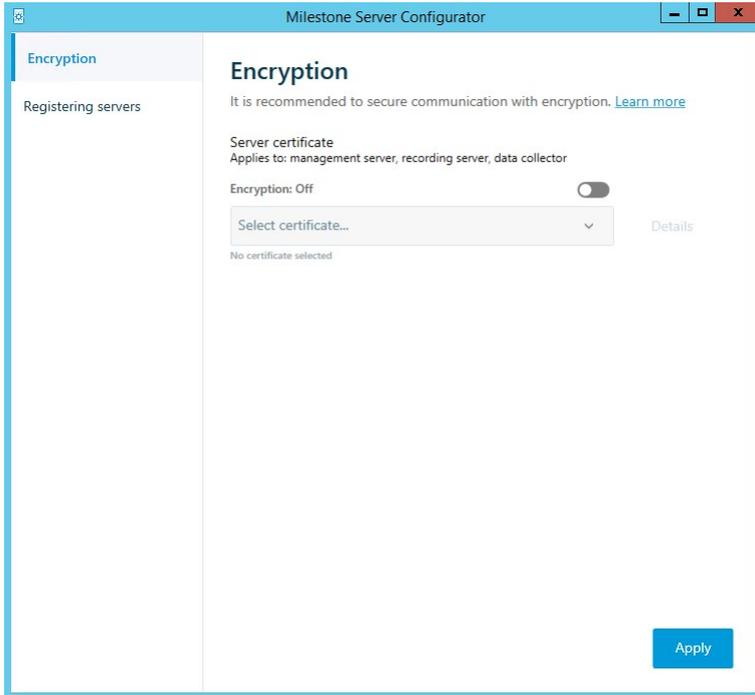 Milestone Server Configurator
Encryption
Registering servers
Encryption
It is recommended to secure communication with encryption. Learn more
Server certificate
Applies to: management server, recording server, data collector
Encryption: Off
Select certificate...
Details
No certificate selected
Apply